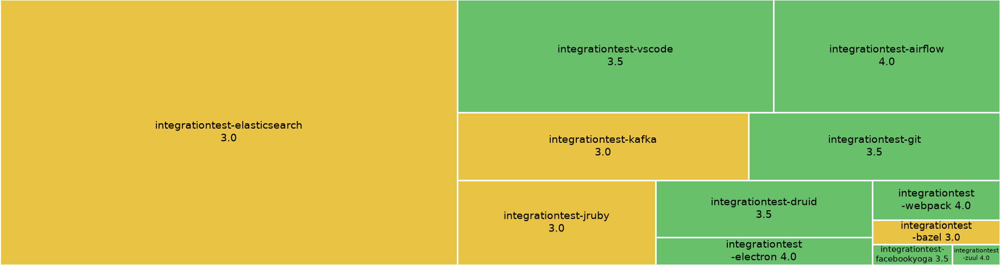 integrationtest-elasticsearch
3.0
integrationtest-vscode
3.5
integrationtest-airflow
4.0
integrationtest-kafka
3.0
integrationtest-git
3.5
integrationtest-jruby
3.0
integrationtest-druid
3.5
integrationtest
-electron 4.0
integrationtest
-webpack 4.0
integrationtest
-bazel 3.0
integrationtest-
facebookyoga 3.5
integrationtest
-zuul 4.0